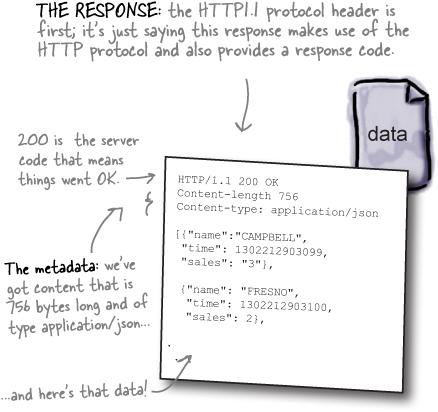 THE RESPONSE: the HTTP1.1 protocol header is
first; it's just saying this response makes use of the
HTTP protocol and also provides a response code.
data
200 is the server
code that means
things went OK.
HTTP/1.1 200 OK
Content-length 756
Content-type: application/json
[{"name":"CAMPBELL",
"time": 1302212903099,
"sales": "3"},
{"name": "FRESNO",
"time": 1302212903100,
"sales": 2},
.
The metadata: we've
got content that is
756 bytes long and of
type application/json...
...and here's that data!